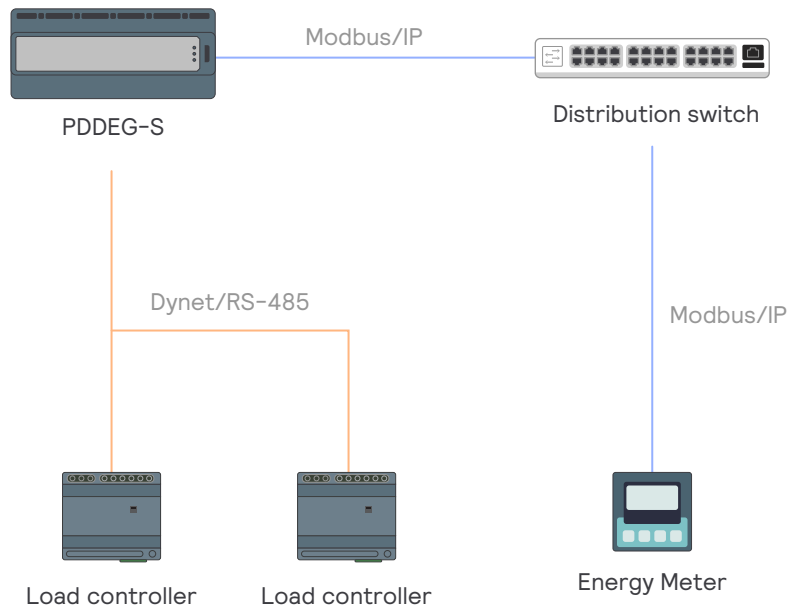 Modbus/IP
PDDEG-S
Distribution switch
Dynet/RS-485
Modbus/IP
Load controller
Load controller
Energy Meter